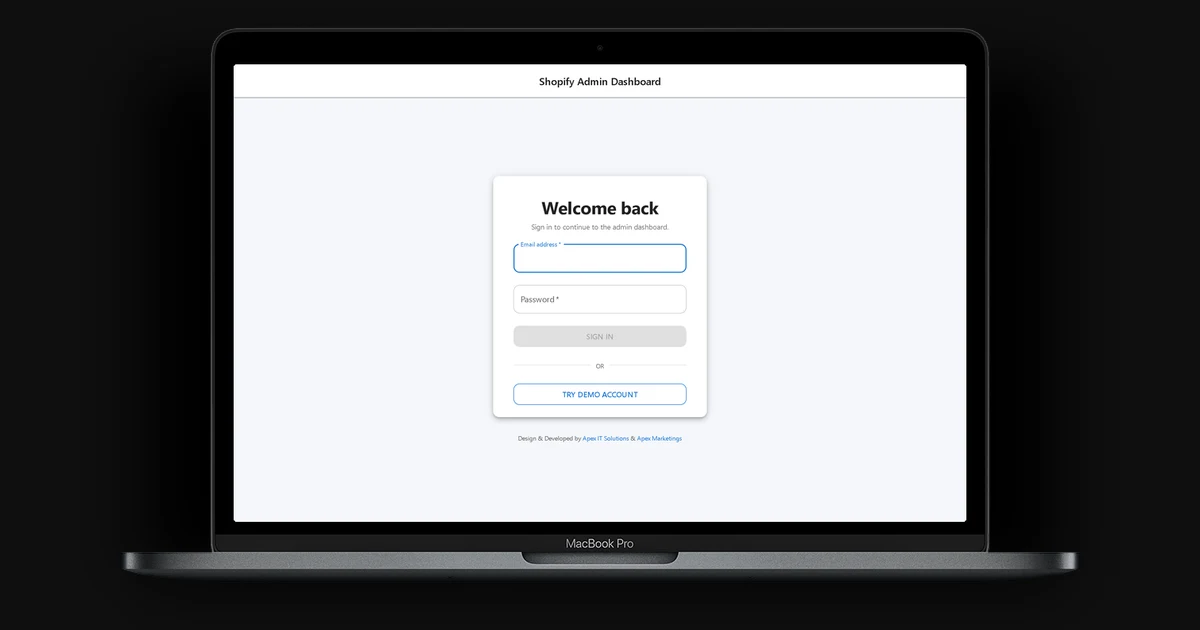 Shopify Admin Dashboard
Welcome back
Sign in to continue to the admin dashboard.
Email address *
Password *
SIGN IN
OR
TRY DEMO ACCOUNT
Design & Developed by Apex IT Solutions & Apex Marketings
MacBook Pro